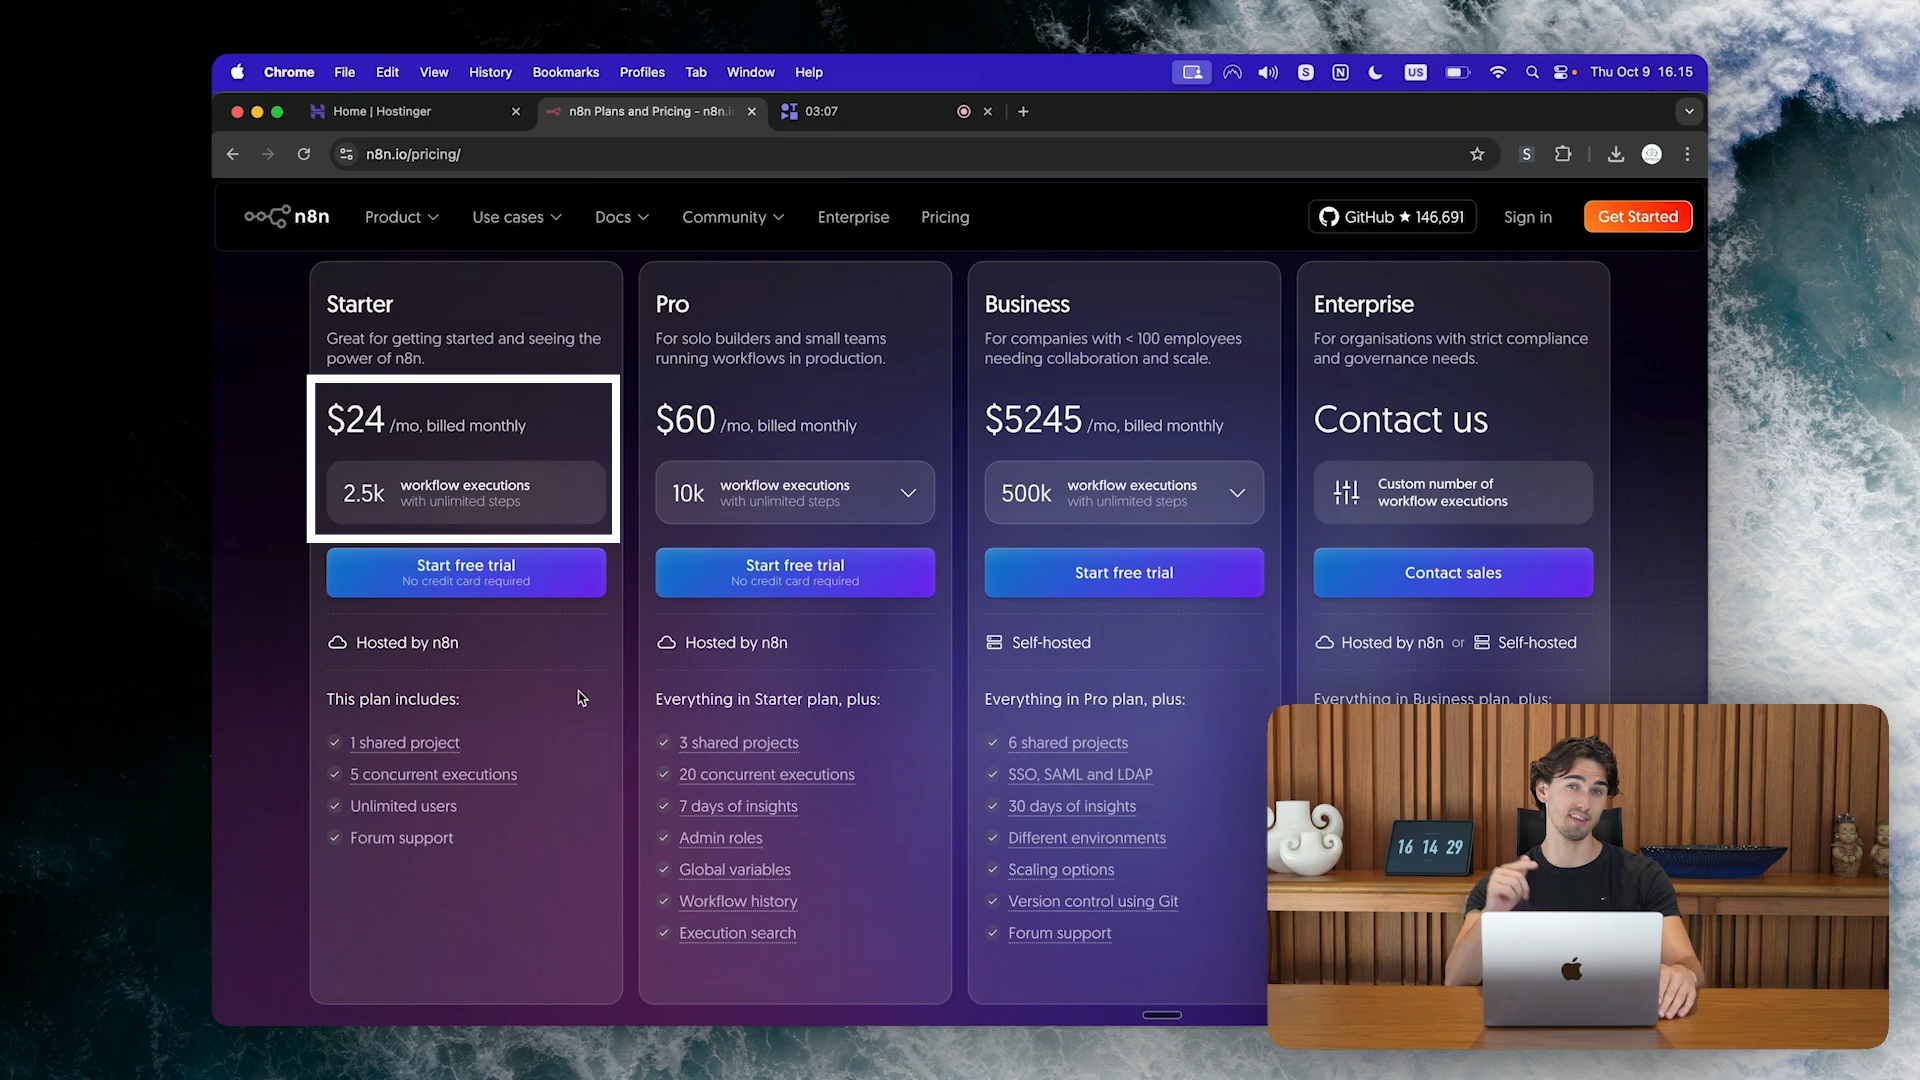 Chrome File Edit View History Bookmarks Profiles Tab Window Help
S N US Thu Oct 9 16.15
Home | Hostinger
n8n Plans and Pricing - n8n.i
03:07
n8n.io/pricing/
S
n8n
Product Use cases Docs Community Enterprise Pricing
GitHub ★ 146,691 Sign in Get Started
Starter
Great for getting started and seeing the
power of n8n.
$24 /mo, billed monthly
2.5k workflow executions
with unlimited steps
Start free trial
No credit card required
Hosted by n8n
This plan includes:
1 shared project
5 concurrent executions
Unlimited users
Forum support
Pro
For solo builders and small teams
running workflows in production.
$60 /mo, billed monthly
10k workflow executions
with unlimited steps
Start free trial
No credit card required
Hosted by n8n
Everything in Starter plan, plus:
3 shared projects
20 concurrent executions
7 days of insights
Admin roles
Global variables
Workflow history
Execution search
Business
For companies with < 100 employees
needing collaboration and scale.
$5245 /mo, billed monthly
500k workflow executions
with unlimited steps
Start free trial
Self-hosted
Everything in Pro plan, plus:
6 shared projects
SSO, SAML and LDAP
30 days of insights
Different environments
Scaling options
Version control using Git
Forum support
Enterprise
For organisations with strict compliance
and governance needs.
Contact us
Custom number of
workflow executions
Contact sales
Hosted by n8n or Self-hosted
Everything in Business plan, plus:
16 14 29